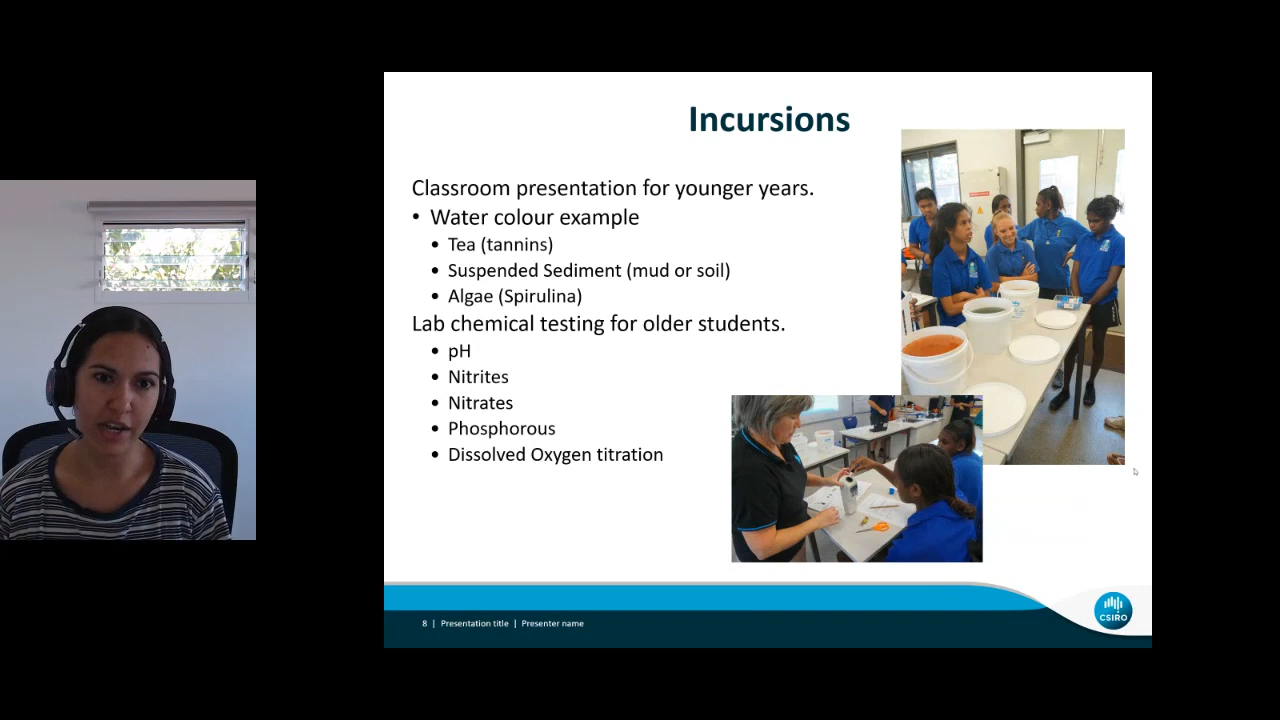 Incursions
Classroom presentation for younger years.
• Water colour example
• Tea (tannins)
• Suspended Sediment (mud or soil)
• Algae (Spirulina)
Lab chemical testing for older students.
• pH
• Nitrites
• Nitrates
• Phosphorous
• Dissolved Oxygen titration
8 | Presentation title | Presenter name
CSIRO